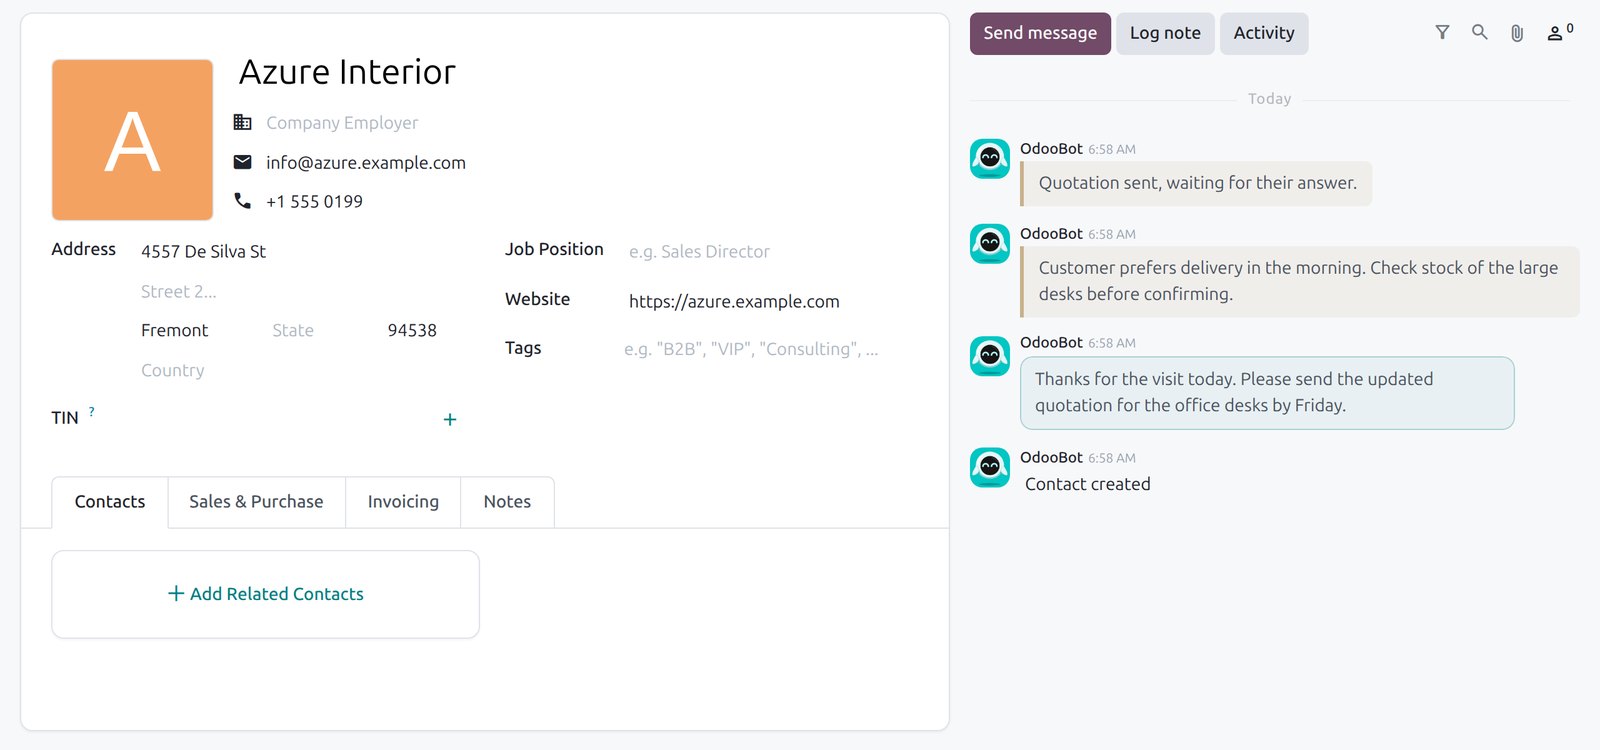 A
Azure Interior
Company Employer
info@azure.example.com
+1 555 0199
Address 4557 De Silva St
Street 2...
Fremont State 94538
Country
TIN ?
+
Job Position e.g. Sales Director
Website https://azure.example.com
Tags e.g. "B2B", "VIP", "Consulting", ...
Contacts Sales & Purchase Invoicing Notes
+ Add Related Contacts
Send message Log note Activity 0
Today
OdooBot 6:58 AM
Quotation sent, waiting for their answer.
OdooBot 6:58 AM
Customer prefers delivery in the morning. Check stock of the large
desks before confirming.
OdooBot 6:58 AM
Thanks for the visit today. Please send the updated
quotation for the office desks by Friday.
OdooBot 6:58 AM
Contact created